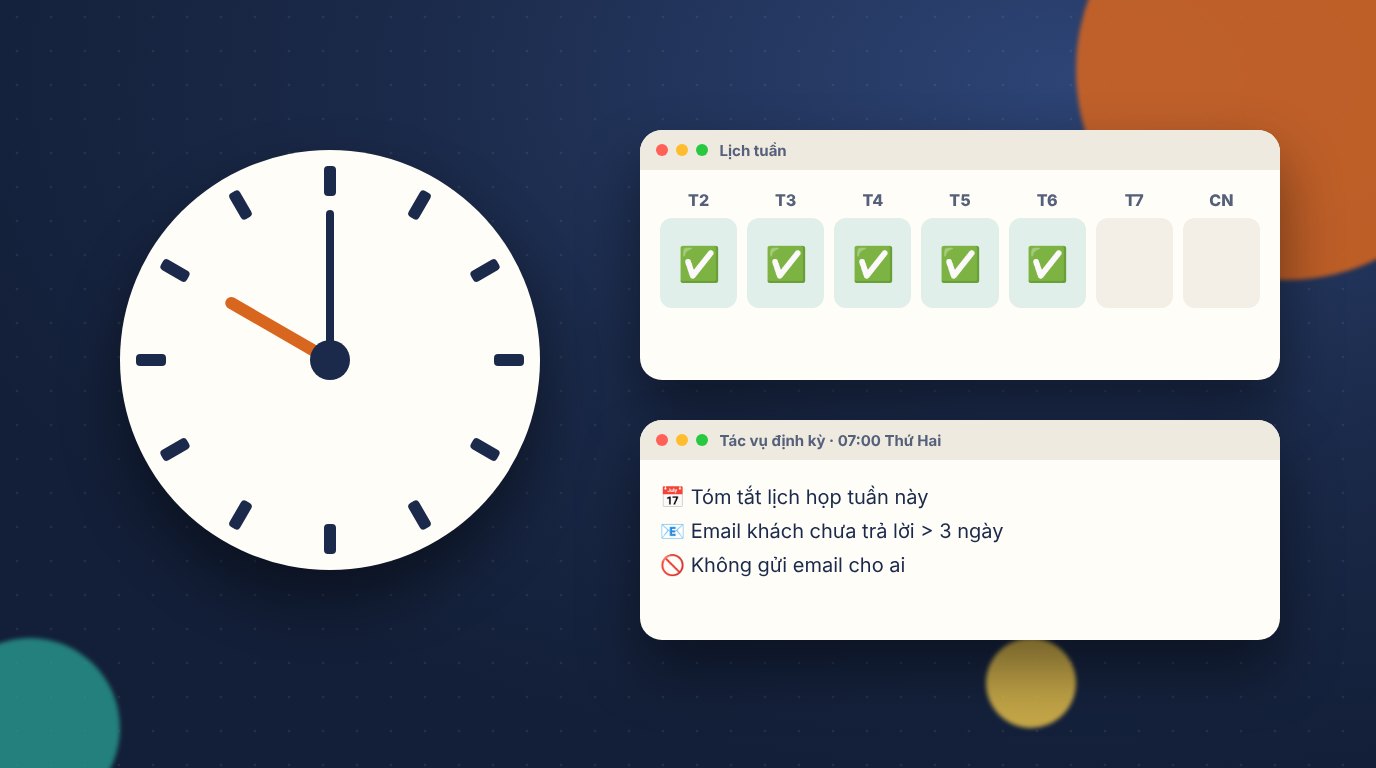 Lịch tuần
T2 T3 T4 T5 T6 T7 CN
Tác vụ định kỳ · 07:00 Thứ Hai
Tóm tắt lịch họp tuần này
Email khách chưa trả lời > 3 ngày
Không gửi email cho ai